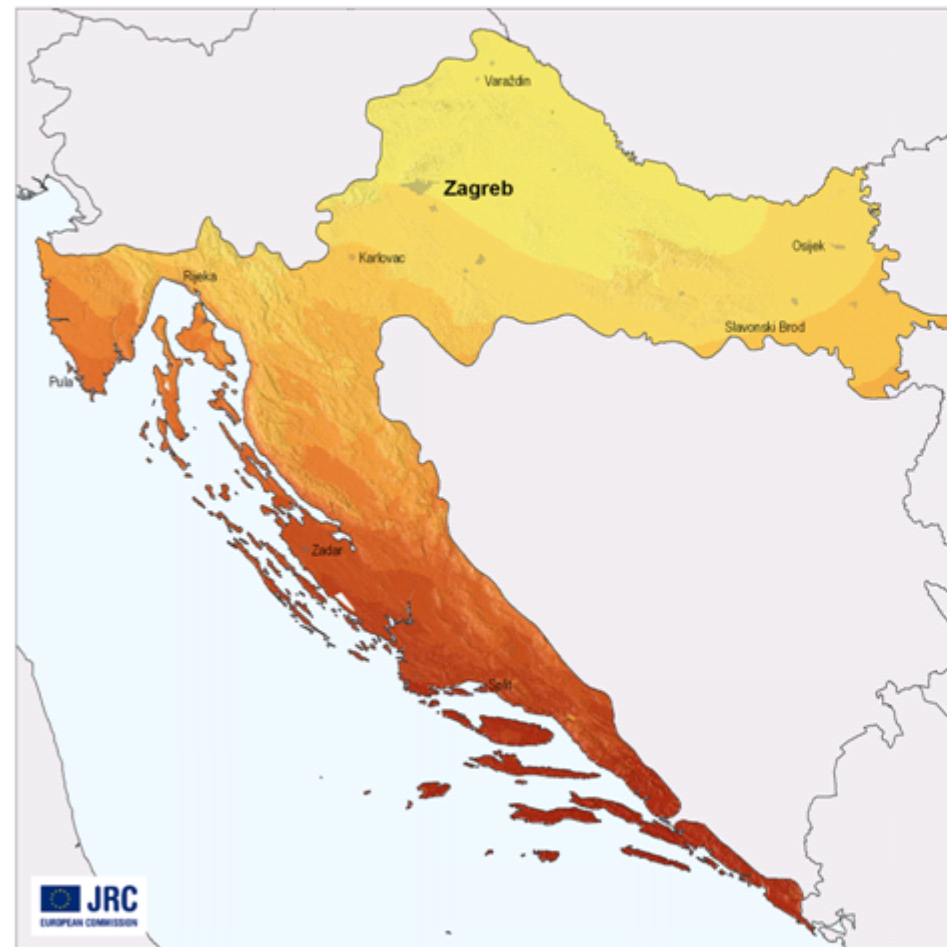 Varaždin
Zagreb
Osijek
Karlovac
Rijeka
Slavonski Brod
Pula
Zadar
Split
JRC
EUROPEAN COMMISSION